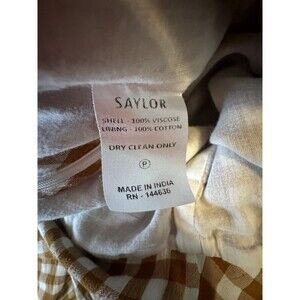 SAYLOR
SHELL - 100% VISCOSE
LINING - 100% COTTON
DRY CLEAN ONLY
P
MADE IN INDIA
RN - 144636